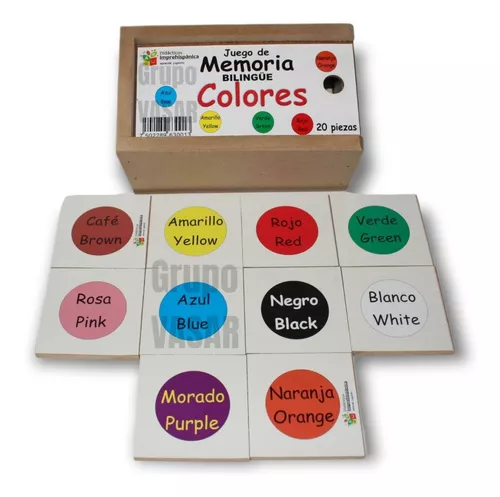 didácticos
imprehispánica
Juego de
Memoria
BILINGÜE
Colores
Azul
Blue
Amarillo
Yellow
Verde
Green
Rojo
Red
20 piezas
Grupo
VASAR
Café
Brown
Amarillo
Yellow
Rojo
Red
Verde
Green
Rosa
Pink
Azul
Blue
Negro
Black
Blanco
White
Grupo
VASAR
Morado
Purple
Naranja
Orange